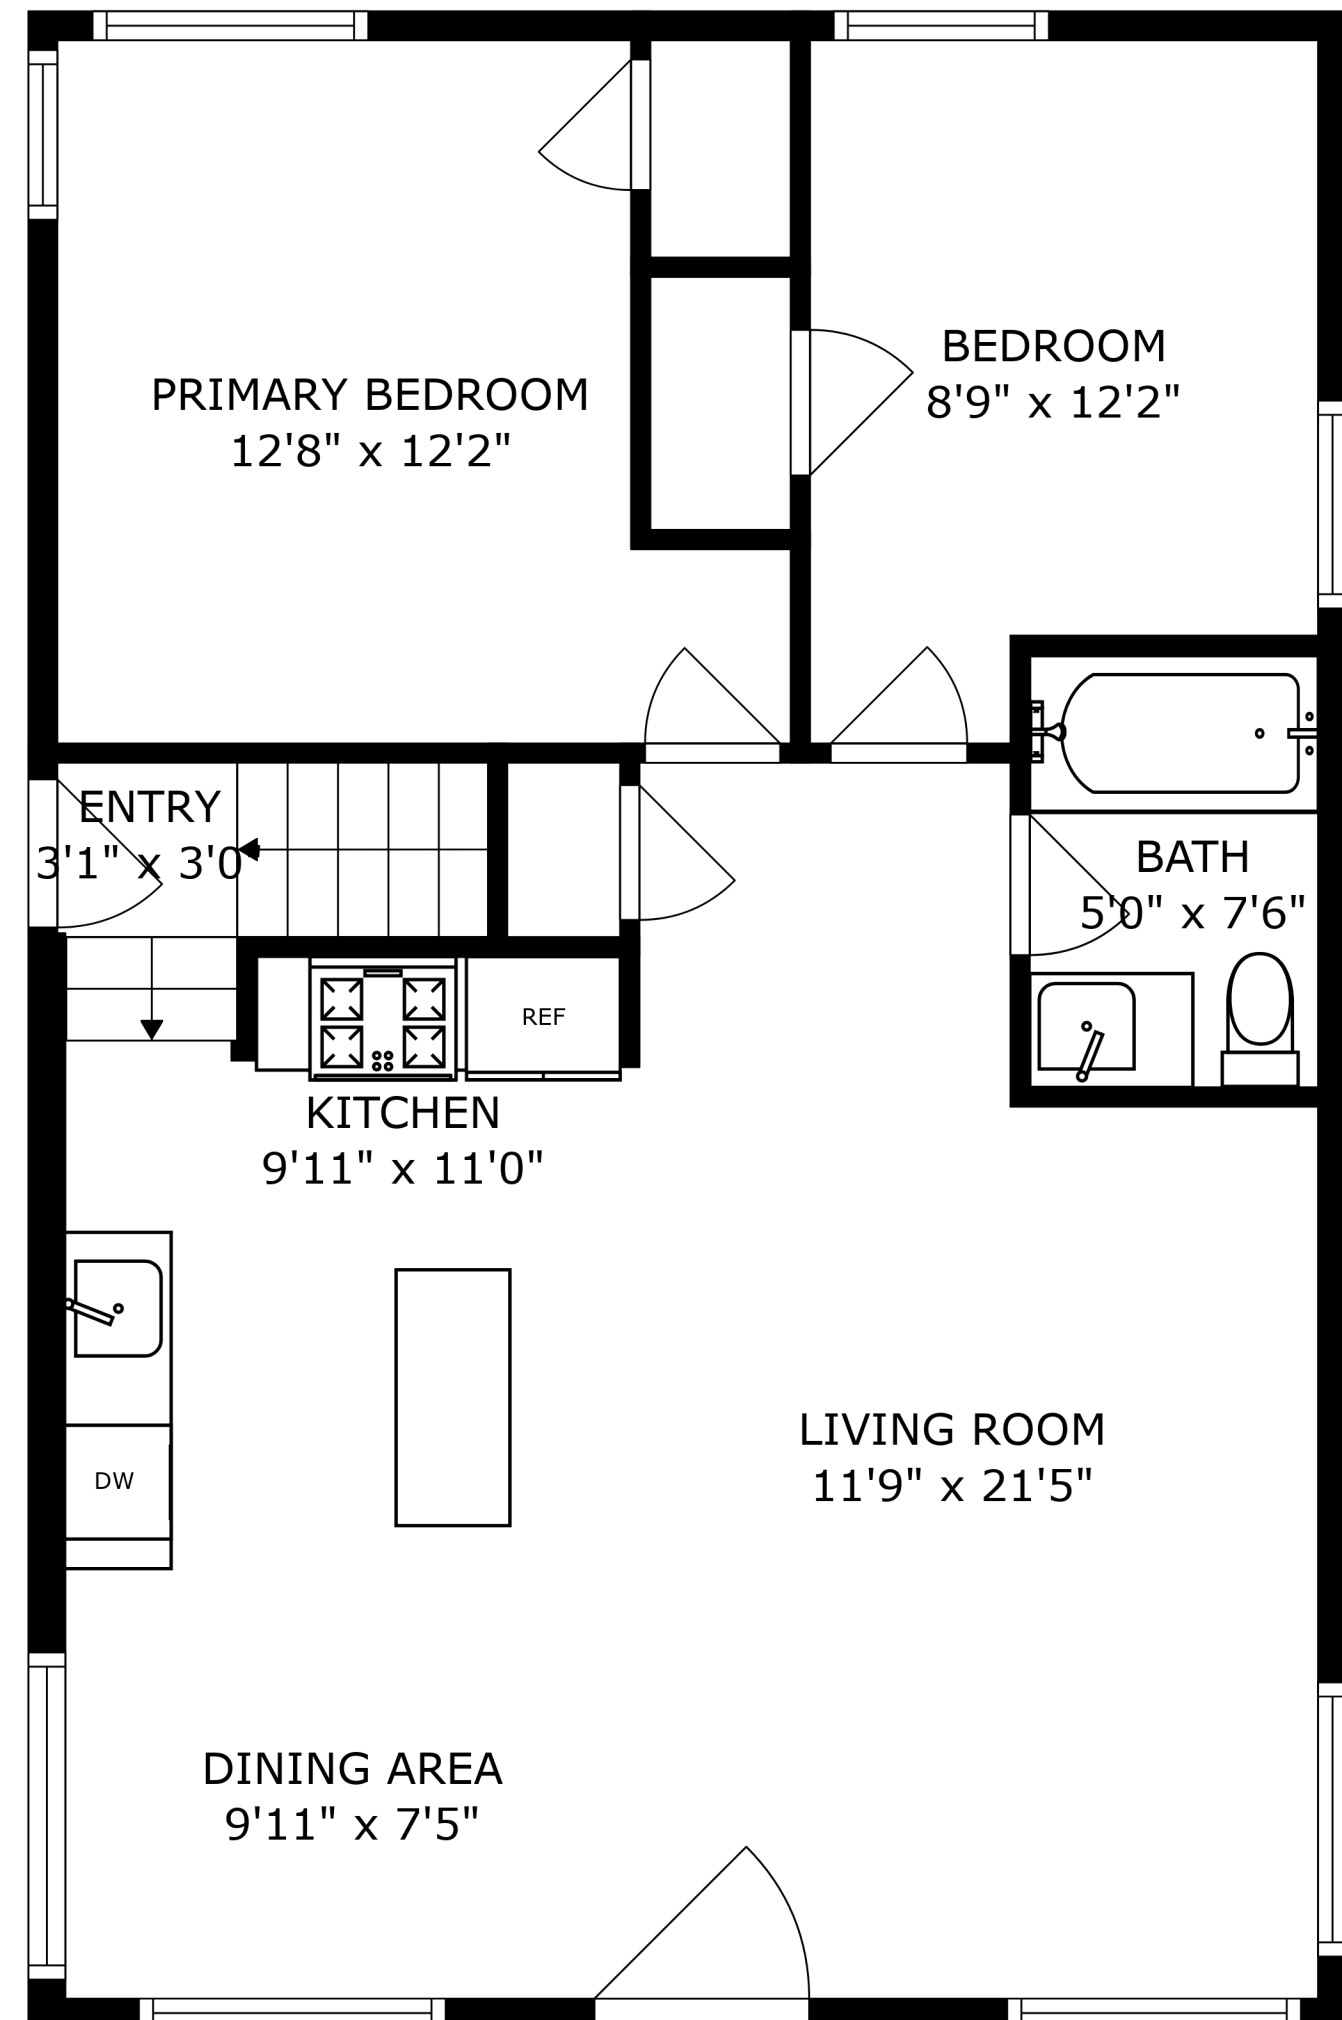 BEDROOM
8'9" x 12'2"
PRIMARY BEDROOM
12'8" x 12'2"
ENTRY
3'1" x 3'0
BATH
5'0" x 7'6"
REF
KITCHEN
9'11" x 11'0"
LIVING ROOM
11'9" x 21'5"
DW
DINING AREA
9'11" x 7'5"